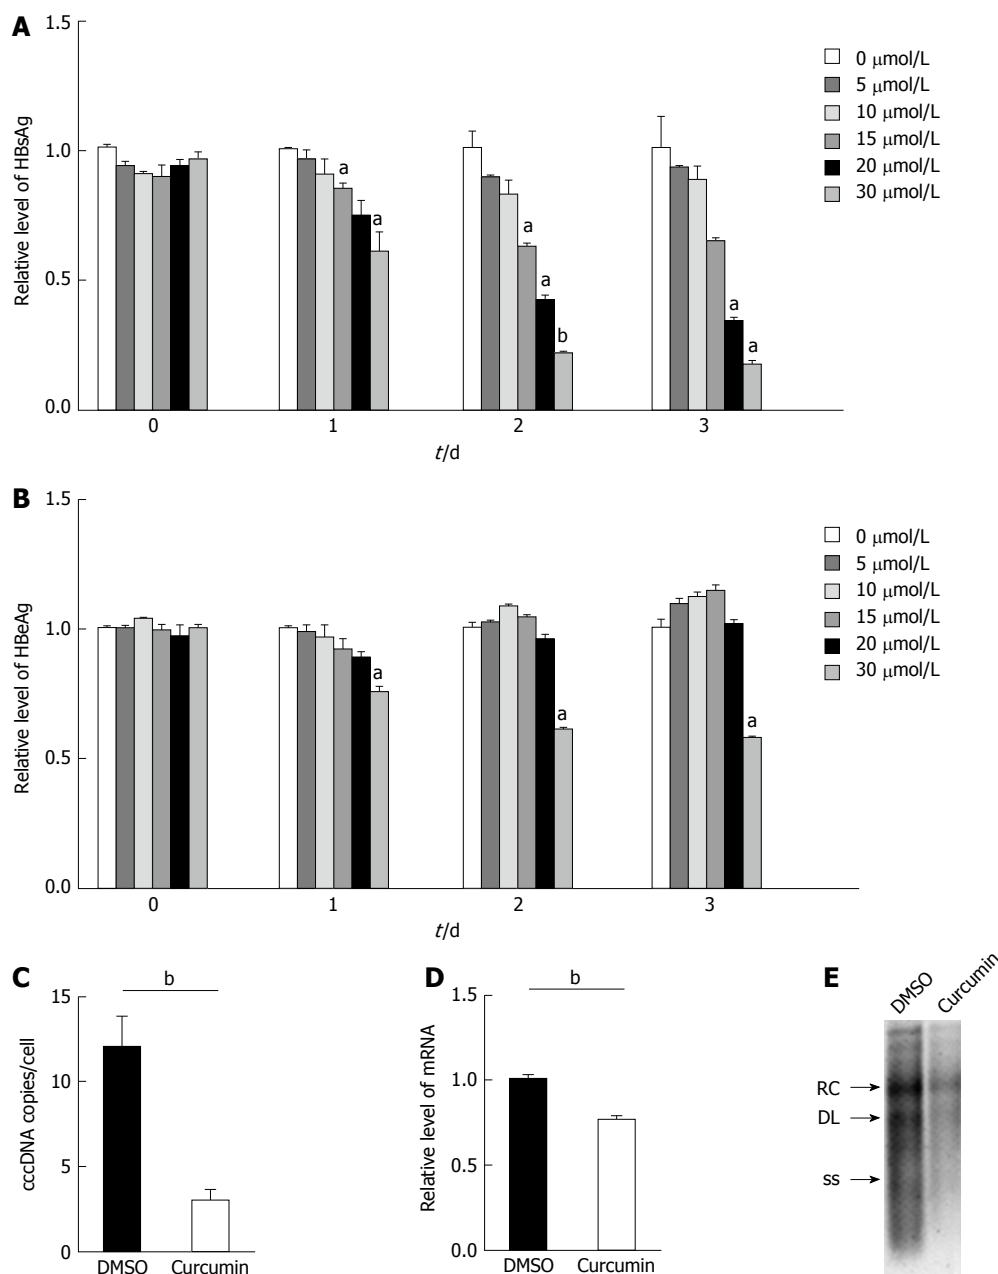 A
1.5
1.0
0.5
0.0
Relative level of HBsAg
a
a
a
a
b
a
a
0
1
2
3
t/d
0 μmol/L
5 μmol/L
10 μmol/L
15 μmol/L
20 μmol/L
30 μmol/L
B
1.5
1.0
0.5
0.0
Relative level of HBeAg
a
a
a
0
1
2
3
t/d
0 μmol/L
5 μmol/L
10 μmol/L
15 μmol/L
20 μmol/L
30 μmol/L
C
b
15
10
5
0
cccDNA copies/cell
DMSO
Curcumin
D
b
1.5
1.0
0.5
0.0
Relative level of mRNA
DMSO
Curcumin
E
DMSO
Curcumin
RC
DL
ss